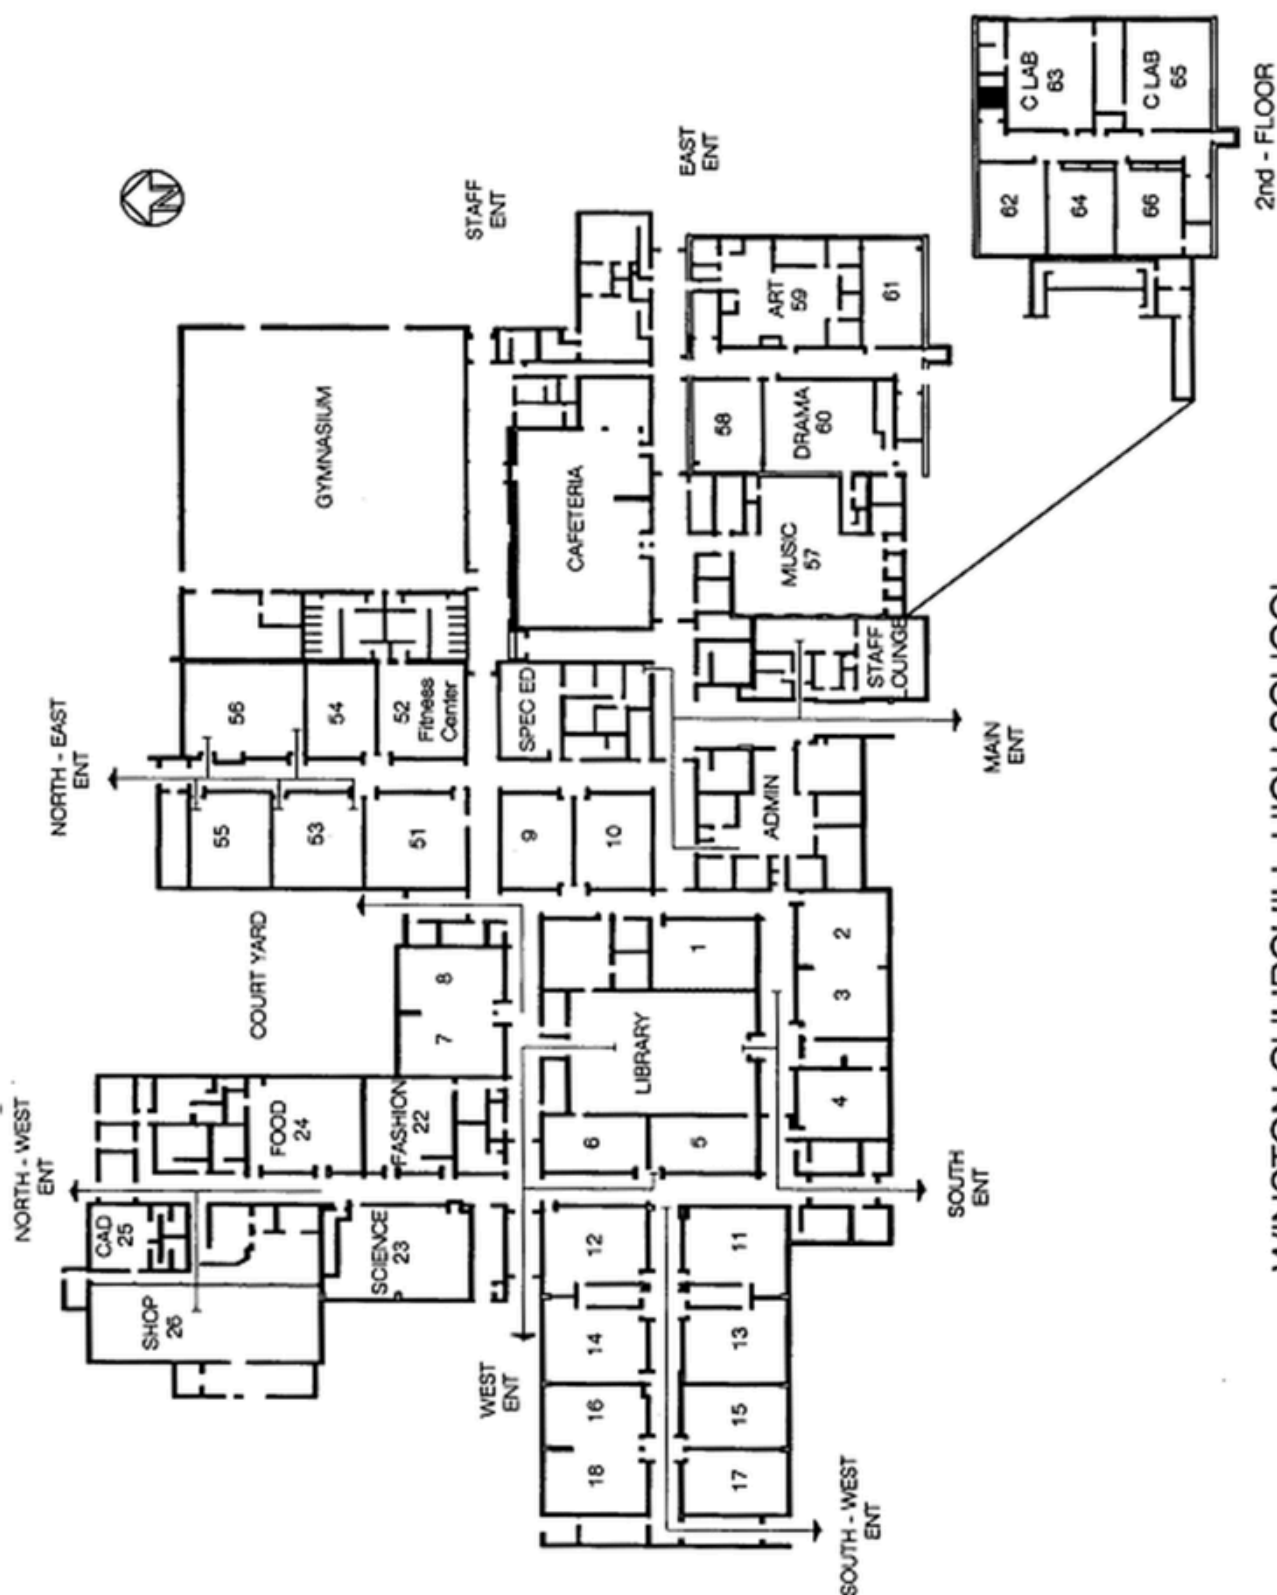 NORTH - WEST
ENT
NORTH - EAST
ENT
N
SHOP
26
CAD
25
FOOD
24
COURT YARD
55
56
GYMNASIUM
SCIENCE
23
FASHION
22
7
8
53
54
51
52
Fitness
Center
WEST
ENT
STAFF
ENT
9
SPEC ED
CAFETERIA
18
16
14
12
6
10
LIBRARY
EAST
ENT
17
15
13
11
5
1
58
ART
59
ADMIN
MUSIC
57
DRAMA
60
4
3
2
STAFF
LOUNGE
61
SOUTH - WEST
ENT
SOUTH
ENT
MAIN
ENT
62
C LAB
63
64
66
C LAB
65
2nd - FLOOR
WINSTON CHURCHILL HIGH SCHOOL